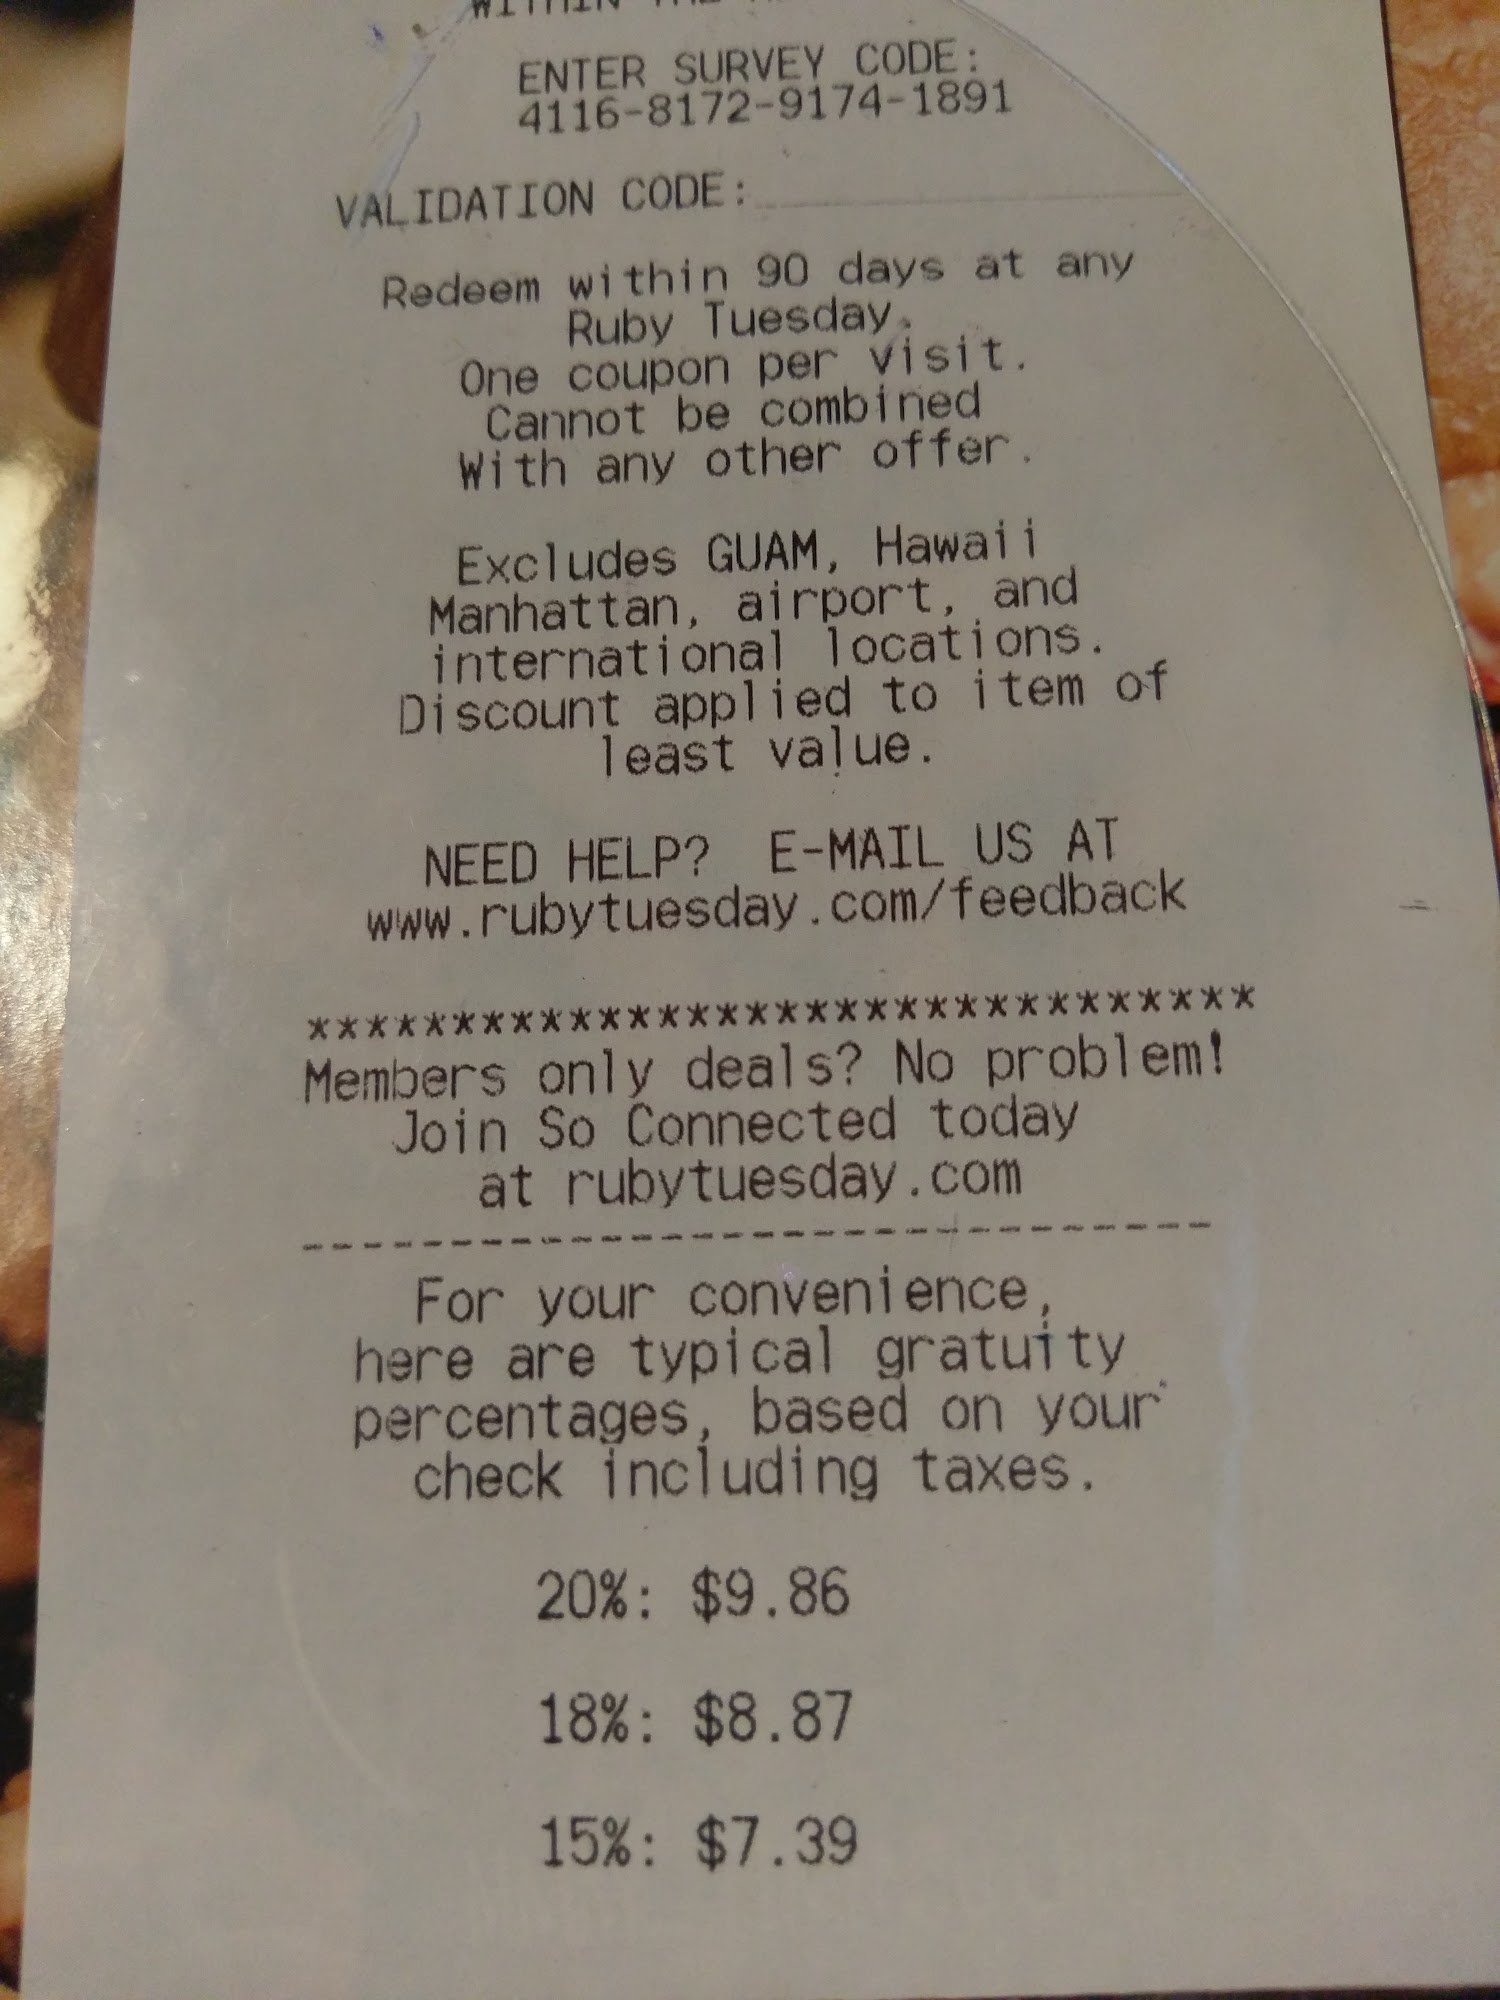 WITHIN THE
ENTER SURVEY CODE:
4116-8172-9174-1891
VALIDATION CODE:
Redeem within 90 days at any
Ruby Tuesday.
One coupon per visit.
Cannot be combined
With any other offer.
Excludes GUAM, Hawaii
Manhattan, airport, and
international locations.
Discount applied to item of
least value.
NEED HELP? E-MAIL US AT
www.rubytuesday.com/feedback
*********************************
Members only deals? No problem!
Join So Connected today
at rubytuesday.com
-------------------------------
For your convenience,
here are typical gratuity
percentages, based on your
check including taxes.
20%: $9.86
18%: $8.87
15%: $7.39